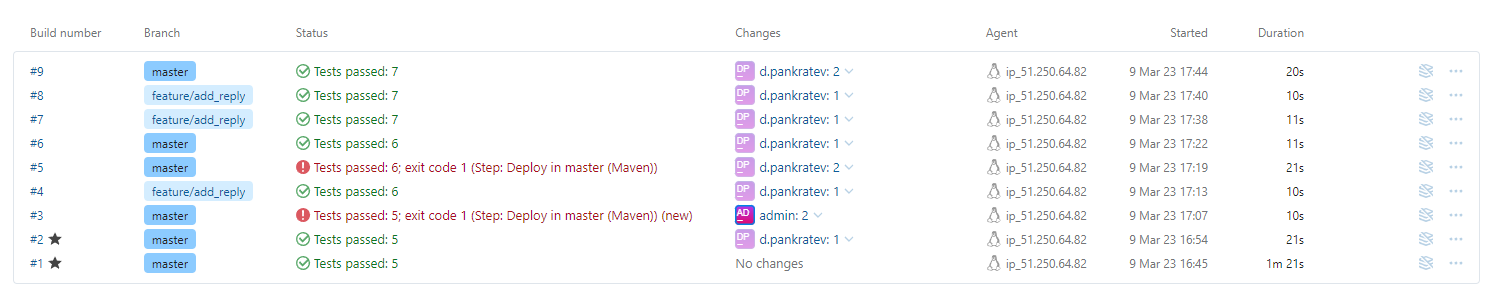 Build number Branch Status Changes Agent Started Duration
#9 master Tests passed: 7 DP d.pankratev: 2 ip_51.250.64.82 9 Mar 23 17:44 20s
#8 feature/add_reply Tests passed: 7 DP d.pankratev: 1 ip_51.250.64.82 9 Mar 23 17:40 10s
#7 feature/add_reply Tests passed: 7 DP d.pankratev: 1 ip_51.250.64.82 9 Mar 23 17:38 11s
#6 master Tests passed: 6 DP d.pankratev: 1 ip_51.250.64.82 9 Mar 23 17:22 11s
#5 master Tests passed: 6; exit code 1 (Step: Deploy in master (Maven)) DP d.pankratev: 2 ip_51.250.64.82 9 Mar 23 17:19 21s
#4 feature/add_reply Tests passed: 6 DP d.pankratev: 1 ip_51.250.64.82 9 Mar 23 17:13 10s
#3 master Tests passed: 5; exit code 1 (Step: Deploy in master (Maven)) (new) AD admin: 2 ip_51.250.64.82 9 Mar 23 17:07 10s
#2 master Tests passed: 5 DP d.pankratev: 1 ip_51.250.64.82 9 Mar 23 16:54 21s
#1 master Tests passed: 5 No changes ip_51.250.64.82 9 Mar 23 16:45 1m 21s